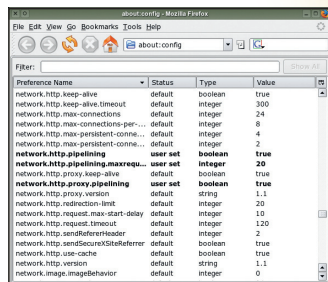 about:config - Mozilla Firefox
File Edit View Go Bookmarks Tools Help
about:config
Filter: Show All
Preference Name Status Type Value
network.http.keep-alive default boolean true
network.http.keep-alive.timeout default integer 300
network.http.max-connections default integer 24
network.http.max-connections-per-... default integer 8
network.http.max-persistent-conne... default integer 4
network.http.max-persistent-conne... default integer 2
network.http.pipelining user set boolean true
network.http.pipelining.maxrequ... user set integer 20
network.http.proxy.keep-alive default boolean true
network.http.proxy.pipelining user set boolean true
network.http.proxy.version default string 1.1
network.http.redirection-limit default integer 20
network.http.request.max-start-delay default integer 10
network.http.request.timeout default integer 120
network.http.sendRefererHeader default integer 2
network.http.sendSecureXSiteReferrer default boolean true
network.http.use-cache default boolean true
network.http.version default string 1.1
network.image.imageBehavior default integer 0